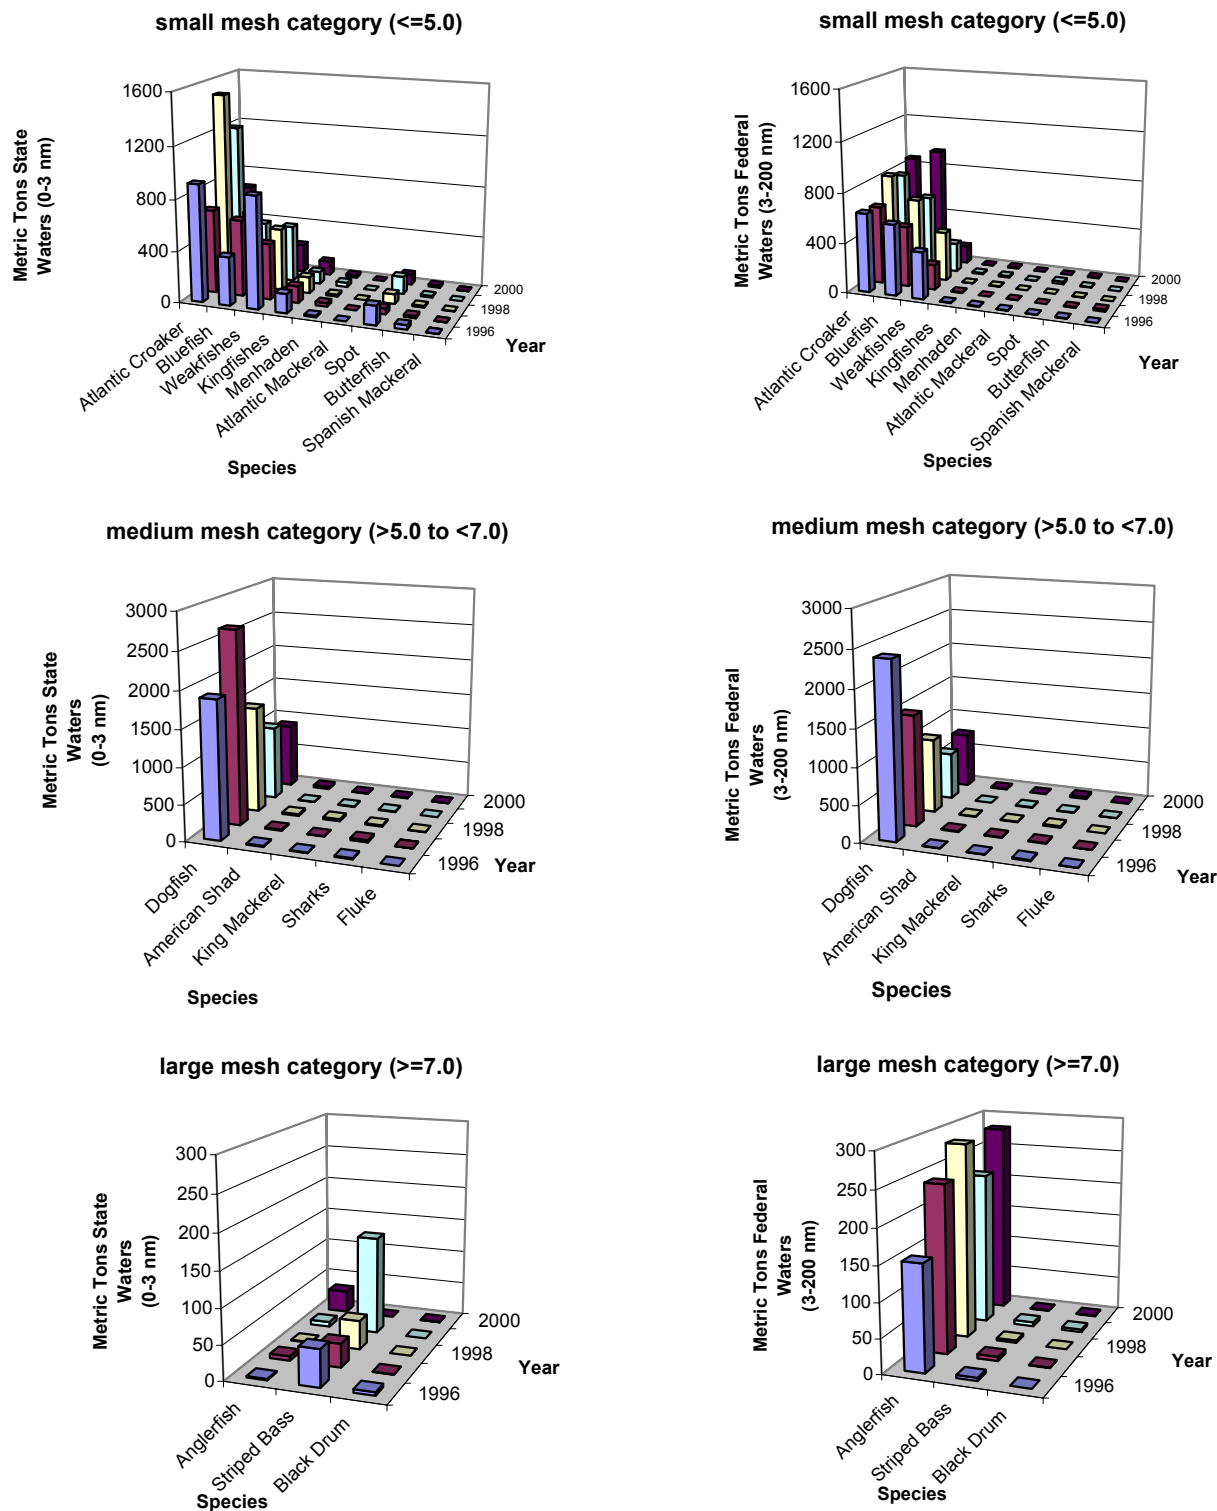 small mesh category (<=5.0)
Metric Tons State
Waters (0-3 nm)
1600
1200
800
400
0
Atlantic Croaker
Bluefish
Weakfishes
Kingfishes
Menhaden
Atlantic Mackeral
Spot
Butterfish
Spanish Mackeral
2000
1998
1996
Year
Species
small mesh category (<=5.0)
Metric Tons Federal
Waters (3-200 nm)
1600
1200
800
400
0
Atlantic Croaker
Bluefish
Weakfishes
Kingfishes
Menhaden
Atlantic Mackeral
Spot
Butterfish
Spanish Mackeral
2000
1998
1996
Year
Species
medium mesh category (>5.0 to <7.0)
Metric Tons State
Waters
(0-3 nm)
3000
2500
2000
1500
1000
500
0
Dogfish
American Shad
King Mackerel
Sharks
Fluke
2000
1998
1996
Year
Species
medium mesh category (>5.0 to <7.0)
Metric Tons Federal
Waters
(3-200 nm)
3000
2500
2000
1500
1000
500
0
Dogfish
American Shad
King Mackerel
Sharks
Fluke
2000
1998
1996
Year
Species
large mesh category (>=7.0)
Metric Tons State
Waters
(0-3 nm)
300
250
200
150
100
50
0
Anglerfish
Striped Bass
Black Drum
2000
1998
1996
Year
Species
large mesh category (>=7.0)
Metric Tons Federal
Waters
(3-200 nm)
300
250
200
150
100
50
0
Anglerfish
Striped Bass
Black Drum
2000
1998
1996
Year
Species